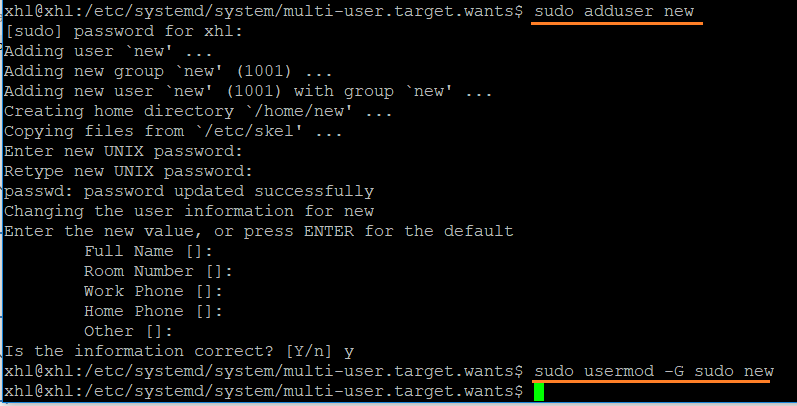 xhl@xhl:/etc/systemd/system/multi-user.target.wants$ sudo adduser new
[sudo] password for xhl:
Adding user `new' ...
Adding new group `new' (1001) ...
Adding new user `new' (1001) with group `new' ...
Creating home directory `/home/new' ...
Copying files from `/etc/skel' ...
Enter new UNIX password:
Retype new UNIX password:
passwd: password updated successfully
Changing the user information for new
Enter the new value, or press ENTER for the default
        Full Name []:
        Room Number []:
        Work Phone []:
        Home Phone []:
        Other []:
Is the information correct? [Y/n] y
xhl@xhl:/etc/systemd/system/multi-user.target.wants$ sudo usermod -G sudo new
xhl@xhl:/etc/systemd/system/multi-user.target.wants$